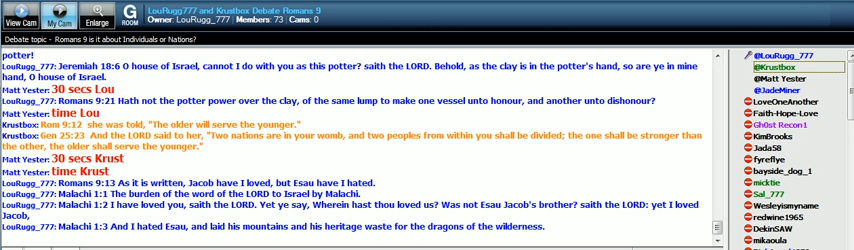 View Cam
My Cam
Enlarge
G
ROOM
LouRugg_777 and Krustbox Debate Romans 9
Owner: LouRugg_777 | Members: 73 | Cams: 0
Debate topic - Romans 9 is it about Individuals or Nations?
potter!
LouRugg_777: Jeremiah 18:6 O house of Israel, cannot I do with you as this potter? saith the LORD. Behold, as the clay is in the potter's hand, so are ye in mine
hand, O house of Israel.
Matt Yester: 30 secs Lou
LouRugg_777: Romans 9:21 Hath not the potter power over the clay, of the same lump to make one vessel unto honour, and another unto dishonour?
Matt Yester: time Lou
Krustbox: Rom 9:12 she was told, "The older will serve the younger."
Krustbox: Gen 25:23 And the LORD said to her, "Two nations are in your womb, and two peoples from within you shall be divided; the one shall be stronger than
the other, the older shall serve the younger."
Matt Yester: 30 secs Krust
Matt Yester: time Krust
LouRugg_777: Romans 9:13 As it is written, Jacob have I loved, but Esau have I hated.
LouRugg_777: Malachi 1:1 The burden of the word of the LORD to Israel by Malachi.
LouRugg_777: Malachi 1:2 I have loved you, saith the LORD. Yet ye say, Wherein hast thou loved us? Was not Esau Jacob's brother? saith the LORD: yet I loved
Jacob,
LouRugg_777: Malachi 1:3 And I hated Esau, and laid his mountains and his heritage waste for the dragons of the wilderness.
@LouRugg_777
@Krustbox
@Matt Yester
@JadeMiner
LoveOneAnother
Faith-Hope-Love
Gh0st Recon1
KimBrooks
Jada58
fyreflye
bayside_dog_1
micktie
Sal_777
Wesleyismyname
redwine1965
DekinSAW
mikaoula